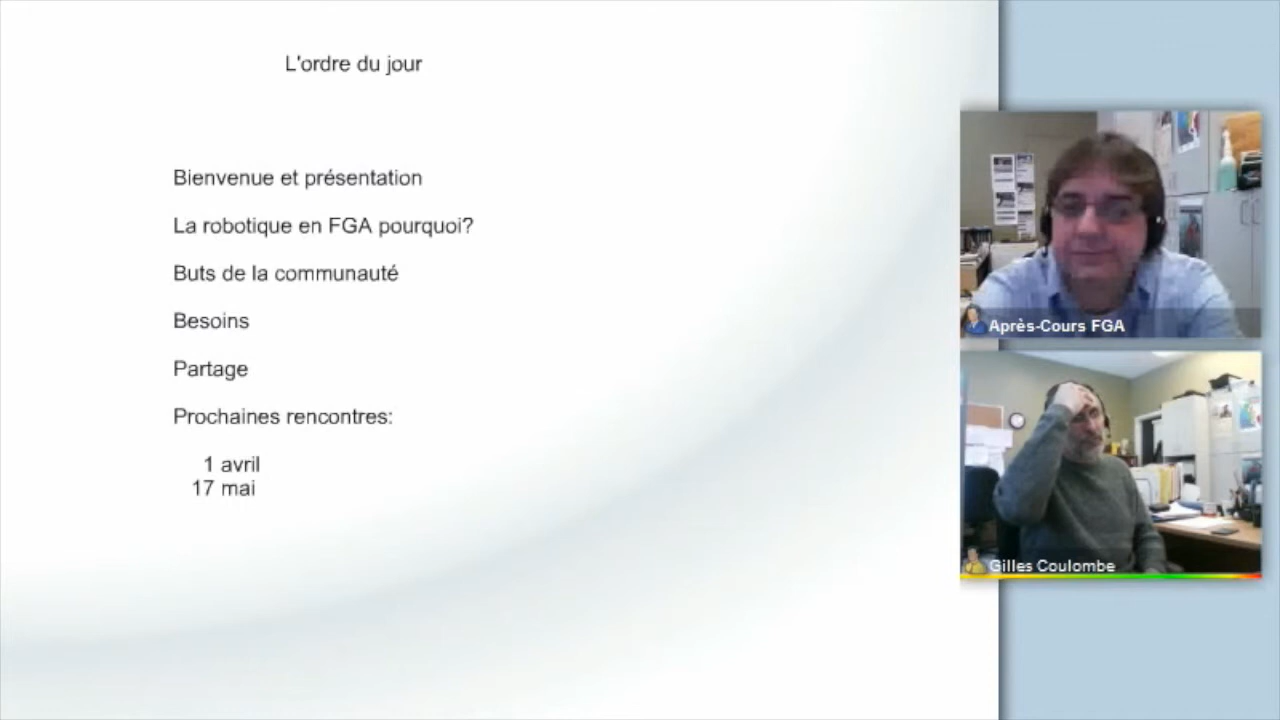 L'ordre du jour
Bienvenue et présentation
La robotique en FGA pourquoi?
Buts de la communauté
Besoins
Partage
Prochaines rencontres:
1 avril
17 mai
Après-Cours FGA
Gilles Coulombe